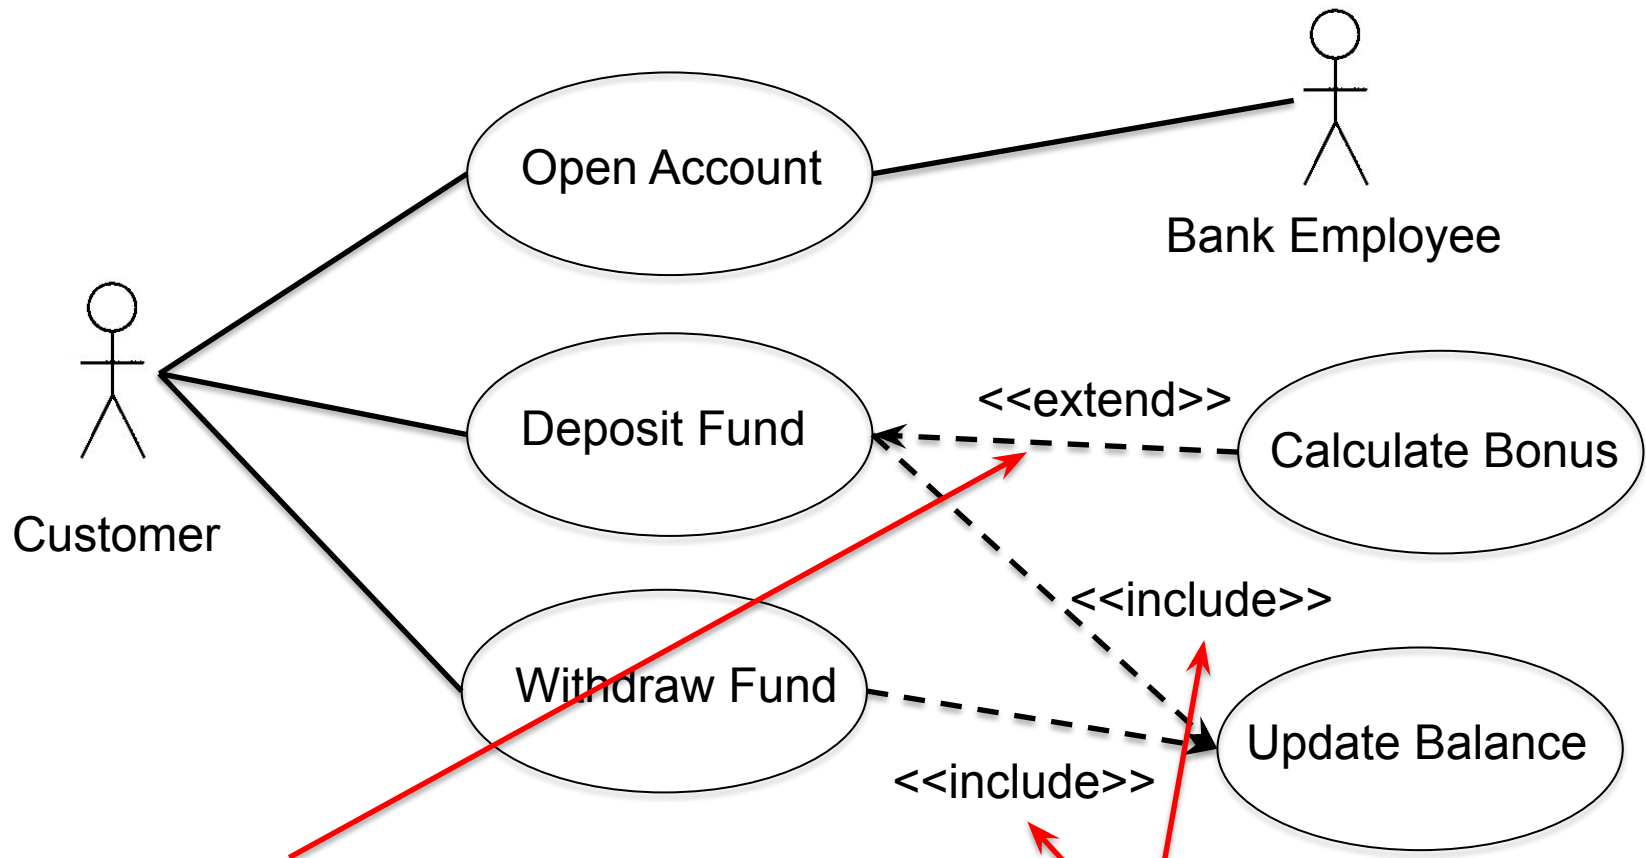 Open Account
Bank Employee
<<extend>>
Deposit Fund
Calculate Bonus
Customer
<<include>>
Withdraw Fund
Update Balance
<<include>>